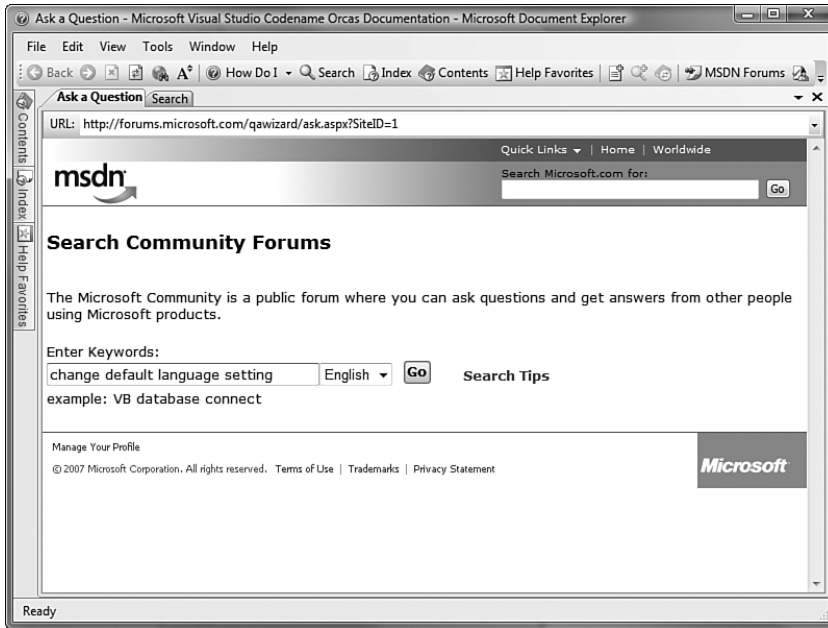 Ask a Question - Microsoft Visual Studio Codename Orcas Documentation - Microsoft Document Explorer
File Edit View Tools Window Help
Back A How Do I Search Index Contents Help Favorites MSDN Forums
Ask a Question Search
Contents
Index
Help Favorites
URL: http://forums.microsoft.com/qawizard/ask.aspx?SiteID=1
Quick Links | Home | Worldwide
msdn
Search Microsoft.com for:
Go
Search Community Forums
The Microsoft Community is a public forum where you can ask questions and get answers from other people
using Microsoft products.
Enter Keywords:
change default language setting English Go Search Tips
example: VB database connect
Manage Your Profile
© 2007 Microsoft Corporation. All rights reserved. Terms of Use | Trademarks | Privacy Statement
Microsoft
Ready